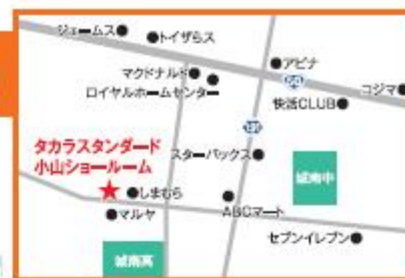 ジェームス
トイザらス
マクドナルド
アピナ
ロイヤルホームセンター
50
コジマ
快活CLUB
タカラスタンダード
小山ショールーム
スターバックス
城南中
しまむら
マルヤ
ABCマート
セブンイレブン
城南高